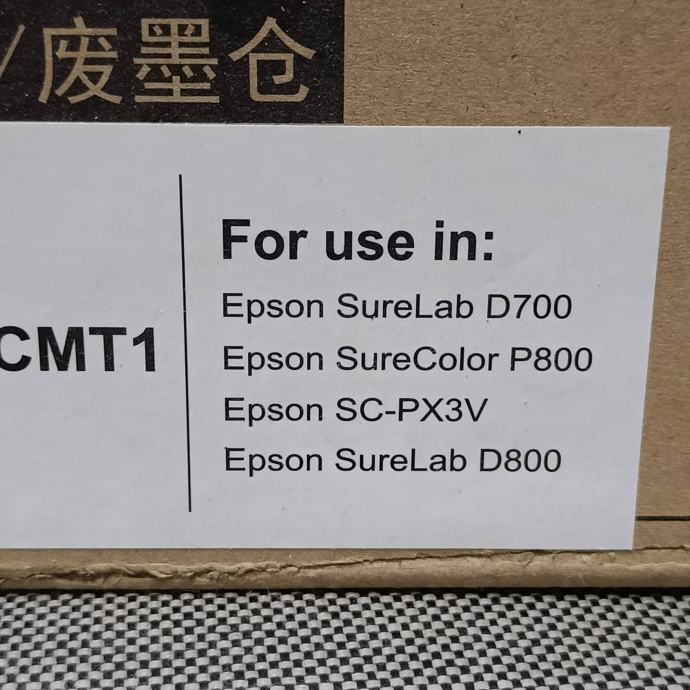 /废墨仓
CMT1
For use in:
Epson SureLab D700
Epson SureColor P800
Epson SC-PX3V
Epson SureLab D800